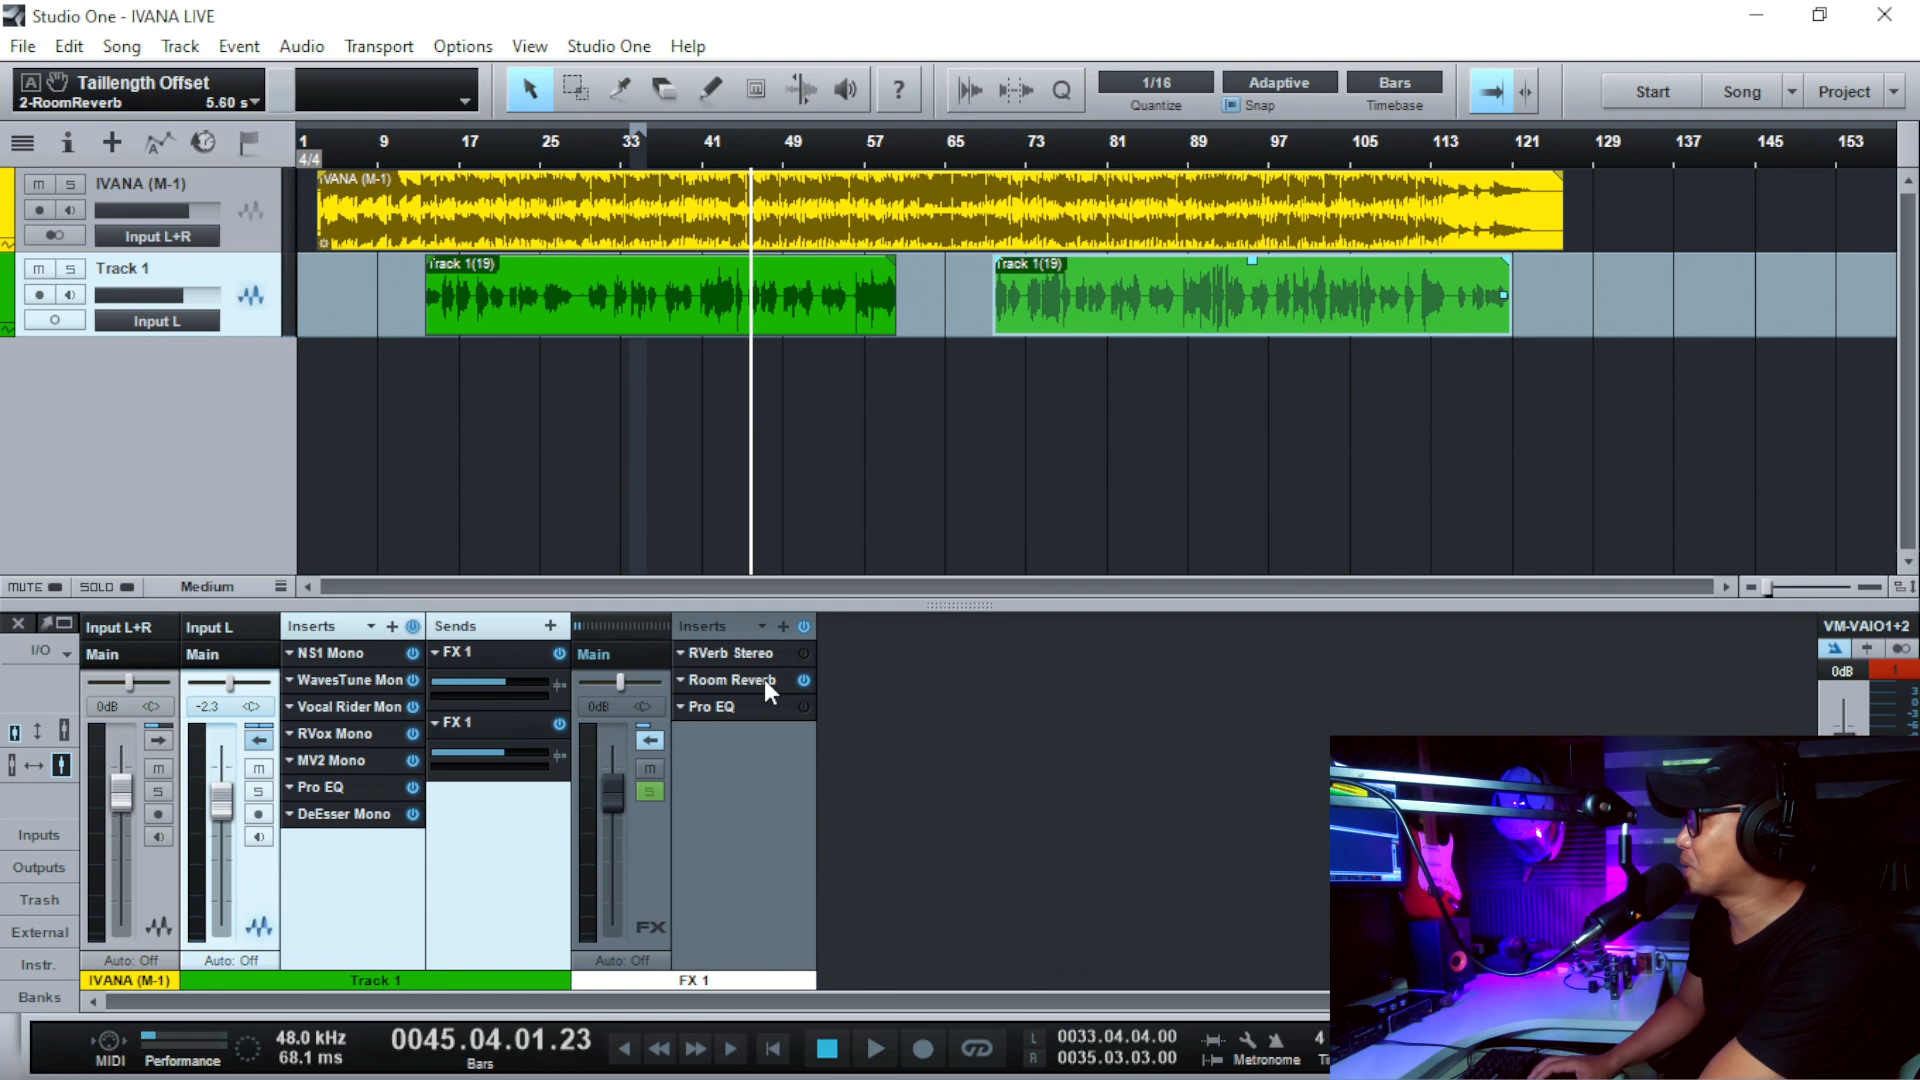 Studio One - IVANA LIVE
File Edit Song Track Event Audio Transport Options View Studio One Help
A Taillength Offset
2-RoomReverb 5.60 s
1/16 Adaptive Bars
Quantize Snap Timebase
? Q
Start Song Project
1 9 17 25 33 41 49 57 65 73 81 89 97 105 113 121 129 137 145 153
4/4
M S IVANA (M-1)
Input L+R
IVANA (M-1)
M S Track 1
Input L
Track 1(19)
Track 1(19)
MUTE SOLO Medium
Input L+R Input L Inserts Sends Inserts VM-VAIO1+2
I/O Main Main NS1 Mono FX 1 Main RVerb Stereo
0dB 1
WavesTune Mon Room Reverb
0dB <C> -2.3 <C> Vocal Rider Mon 0dB <C> Pro EQ
RVox Mono FX 1
MV2 Mono
Pro EQ
DeEsser Mono
M M M
S S S
Inputs
Outputs
Trash
External
Instr.
Banks
FX
Auto: Off Auto: Off Auto: Off
IVANA (M-1) Track 1 FX 1
MIDI Performance
48.0 kHz
68.1 ms
0045.04.01.23
Bars
L 0033.04.04.00
R 0035.03.03.00
Metronome
4